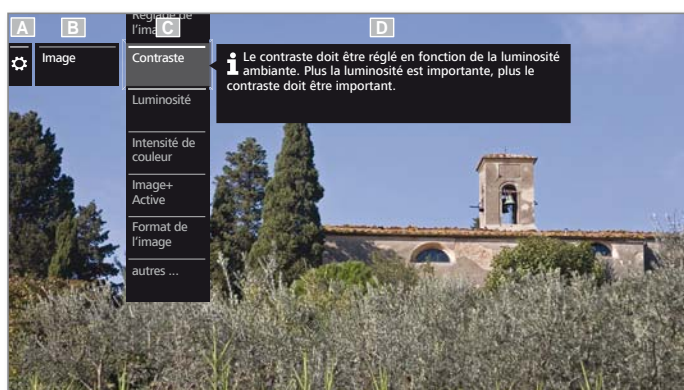 A B C D
Réglage de
l'ima
Image
Contraste
Le contraste doit être réglé en fonction de la luminosité
ambiante. Plus la luminosité est importante, plus le
contraste doit être important.
Luminosité
Intensité de
couleur
Image+
Active
Format de
l'image
autres ...